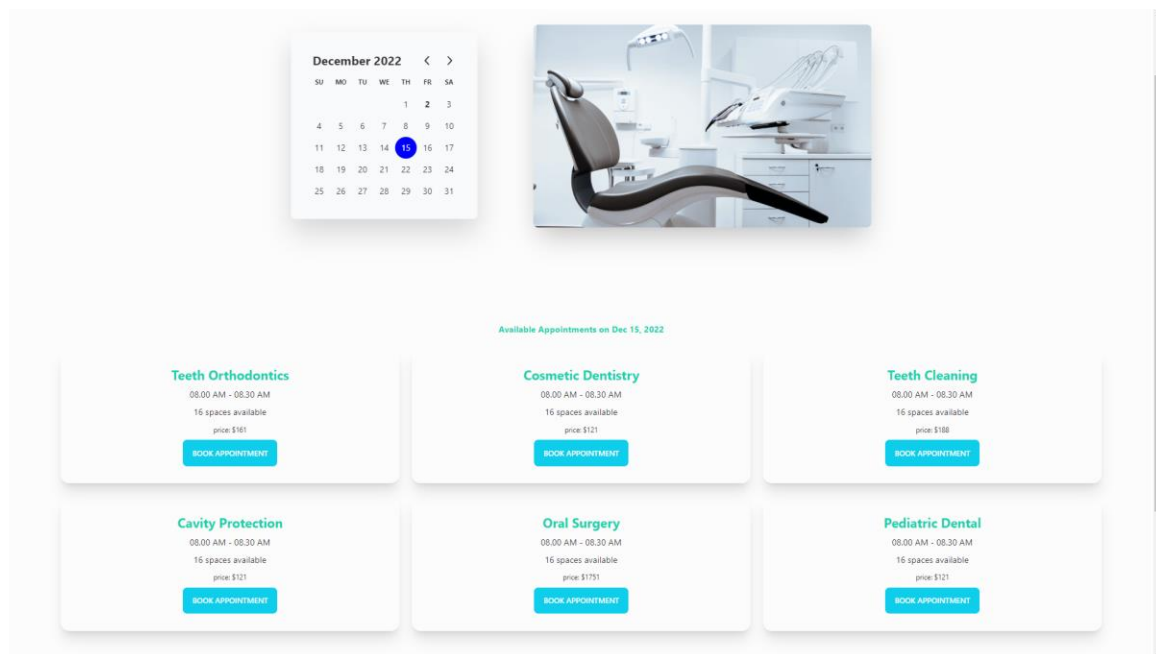 December 2022
SU MO TU WE TH FR SA
1 2 3
4 5 6 7 8 9 10
11 12 13 14 15 16 17
18 19 20 21 22 23 24
25 26 27 28 29 30 31
Available Appointments on Dec 15, 2022
Teeth Orthodontics
08.00 AM - 08.30 AM
16 spaces available
price: $161
BOOK APPOINTMENT
Cosmetic Dentistry
08.00 AM - 08.30 AM
16 spaces available
price: $121
BOOK APPOINTMENT
Teeth Cleaning
08.00 AM - 08.30 AM
16 spaces available
price: $188
BOOK APPOINTMENT
Cavity Protection
08.00 AM - 08.30 AM
16 spaces available
price: $121
BOOK APPOINTMENT
Oral Surgery
08.00 AM - 08.30 AM
16 spaces available
price: $1751
BOOK APPOINTMENT
Pediatric Dental
08.00 AM - 08.30 AM
16 spaces available
price: $121
BOOK APPOINTMENT